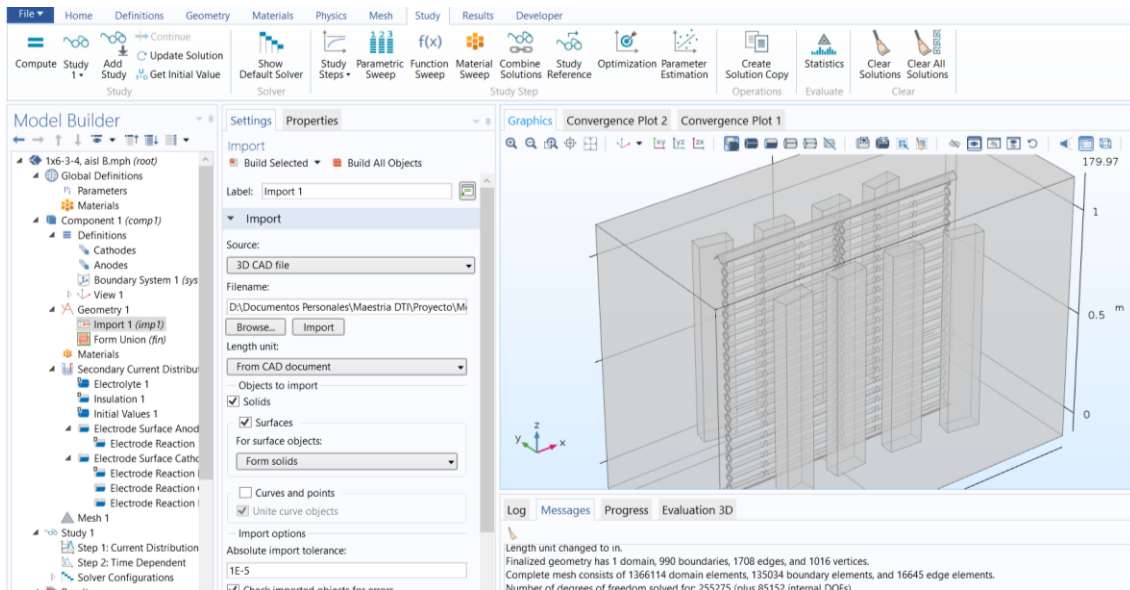 File Home Definitions Geometry Materials Physics Mesh Study Results Developer
Compute
Study 1
Add Study
Continue
Update Solution
Get Initial Value
Study
Show Default Solver
Solver
Study Steps
Parametric Sweep
f(x)
Function Sweep
Material Sweep
Combine Solutions
Study Reference
Optimization
Parameter Estimation
Study Step
Create Solution Copy
Operations
Statistics
Evaluate
Clear Solutions
Clear All Solutions
Clear
Model Builder
1x6-3-4, aisl B.mph (root)
Global Definitions
Parameters
Materials
Component 1 (comp1)
Definitions
Cathodes
Anodes
Boundary System 1 (sys
View 1
Geometry 1
Import 1 (imp1)
Form Union (fin)
Materials
Secondary Current Distribut
Electrolyte 1
Insulation 1
Initial Values 1
Electrode Surface Anod
Electrode Reaction
Electrode Surface Catho
Electrode Reaction
Electrode Reaction
Electrode Reaction
Mesh 1
Study 1
Step 1: Current Distribution
Step 2: Time Dependent
Solver Configurations
Settings Properties
Import
Build Selected Build All Objects
Label: Import 1
Import
Source:
3D CAD file
Filename:
D:\Documentos Personales\Maestria DTI\Proyecto\M
Browse... Import
Length unit:
From CAD document
Objects to import
Solids
Surfaces
For surface objects:
Form solids
Curves and points
Unite curve objects
Import options
Absolute import tolerance:
1E-5
Check imported objects for errors
Graphics Convergence Plot 2 Convergence Plot 1
xy yz zx
179.97
1
0.5 m
0
z
y x
Log Messages Progress Evaluation 3D
Length unit changed to in.
Finalized geometry has 1 domain, 990 boundaries, 1708 edges, and 1016 vertices.
Complete mesh consists of 1366114 domain elements, 135034 boundary elements, and 16645 edge elements.
Number of degrees of freedom solved for: 255275 (plus 85152 internal DOFs)